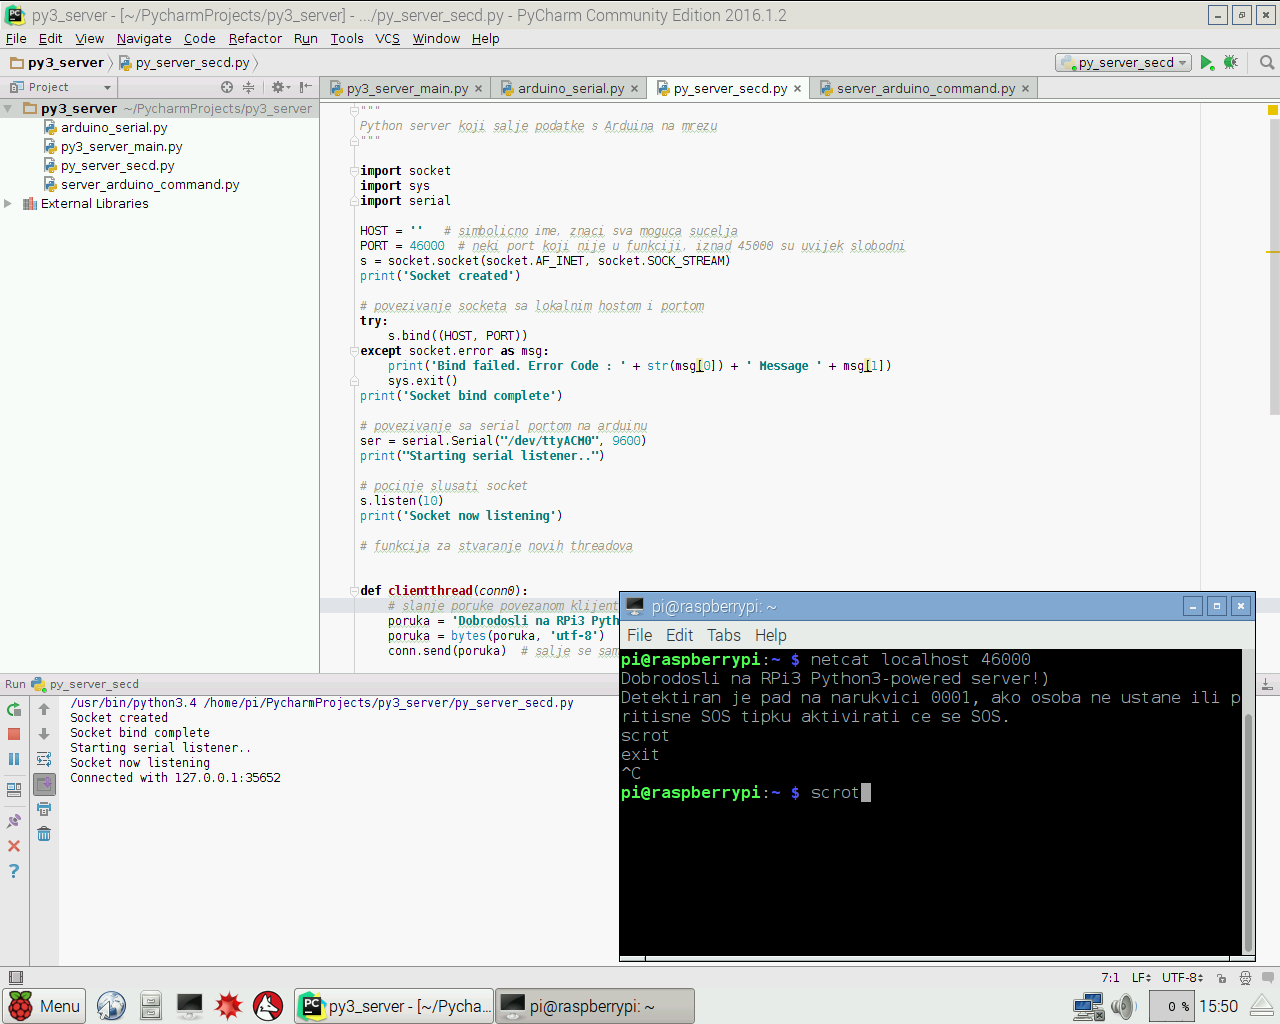 py3_server - [~/PycharmProjects/py3_server] - .../py_server_secd.py - PyCharm Community Edition 2016.1.2
File Edit View Navigate Code Refactor Run Tools VCS Window Help
py3_server py_server_secd.py
py_server_secd
Project
py3_server_main.py
arduino_serial.py
py_server_secd.py
server_arduino_command.py
py3_server ~/PycharmProjects/py3_server
arduino_serial.py
py3_server_main.py
py_server_secd.py
server_arduino_command.py
External Libraries
"""
Python server koji salje podatke s Arduina na mrezu
"""
import socket
import sys
import serial
HOST = ''   # simbolicno ime, znaci sva moguca sucelja
PORT = 46000  # neki port koji nije u funkciji, iznad 45000 su uvijek slobodni
s = socket.socket(socket.AF_INET, socket.SOCK_STREAM)
print('Socket created')
# povezivanje socketa sa lokalnim hostom i portom
try:
    s.bind((HOST, PORT))
except socket.error as msg:
    print('Bind failed. Error Code : ' + str(msg[0]) + ' Message ' + msg[1])
    sys.exit()
print('Socket bind complete')
# povezivanje sa serial portom na arduinu
ser = serial.Serial("/dev/ttyACM0", 9600)
print("Starting serial listener..")
# pocinje slusati socket
s.listen(10)
print('Socket now listening')
# funkcija za stvaranje novih threadova
def clientthread(conn0):
    # slanje poruke povezanom klijent
    poruka = 'Dobrodosli na RPi3 Pyth
    poruka = bytes(poruka, 'utf-8')
    conn.send(poruka)  # salje se sam
Run py_server_secd
/usr/bin/python3.4 /home/pi/PycharmProjects/py3_server/py_server_secd.py
Socket created
Socket bind complete
Starting serial listener..
Socket now listening
Connected with 127.0.0.1:35652
pi@raspberrypi: ~
File Edit Tabs Help
pi@raspberrypi:~ $ netcat localhost 46000
Dobrodosli na RPi3 Python3-powered server!)
Detektiran je pad na narukvici 0001, ako osoba ne ustane ili p
ritisne SOS tipku aktivirati ce se SOS.
scrot
exit
^C
pi@raspberrypi:~ $ scrot
7:1 LF UTF-8
Menu
py3_server - [~/Pycha...
pi@raspberrypi: ~
0 %
15:50